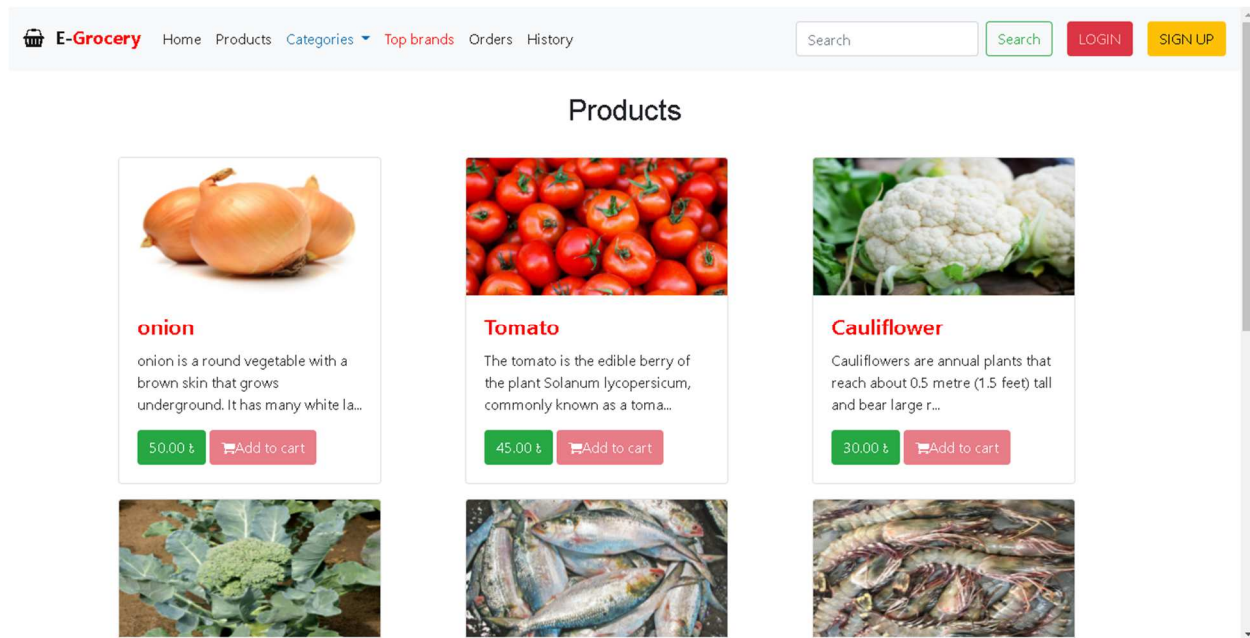 E-Grocery Home Products Categories Top brands Orders History Search Search LOGIN SIGN UP
Products
onion
onion is a round vegetable with a
brown skin that grows
underground. It has many white la...
50.00 ৳ Add to cart
Tomato
The tomato is the edible berry of
the plant Solanum lycopersicum,
commonly known as a toma...
45.00 ৳ Add to cart
Cauliflower
Cauliflowers are annual plants that
reach about 0.5 metre (1.5 feet) tall
and bear large r...
30.00 ৳ Add to cart